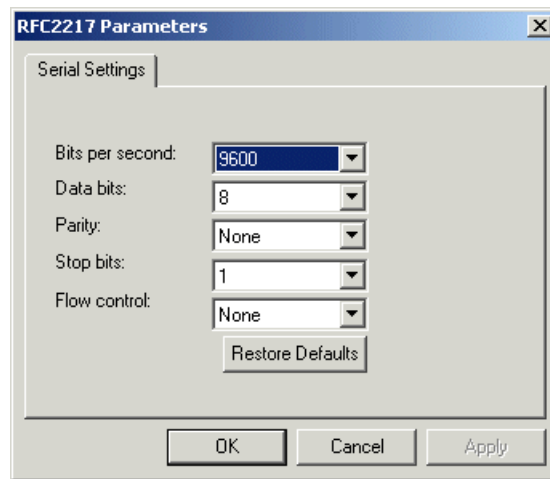 RFC2217 Parameters
Serial Settings
Bits per second: 9600
Data bits: 8
Parity: None
Stop bits: 1
Flow control: None
Restore Defaults
OK Cancel Apply